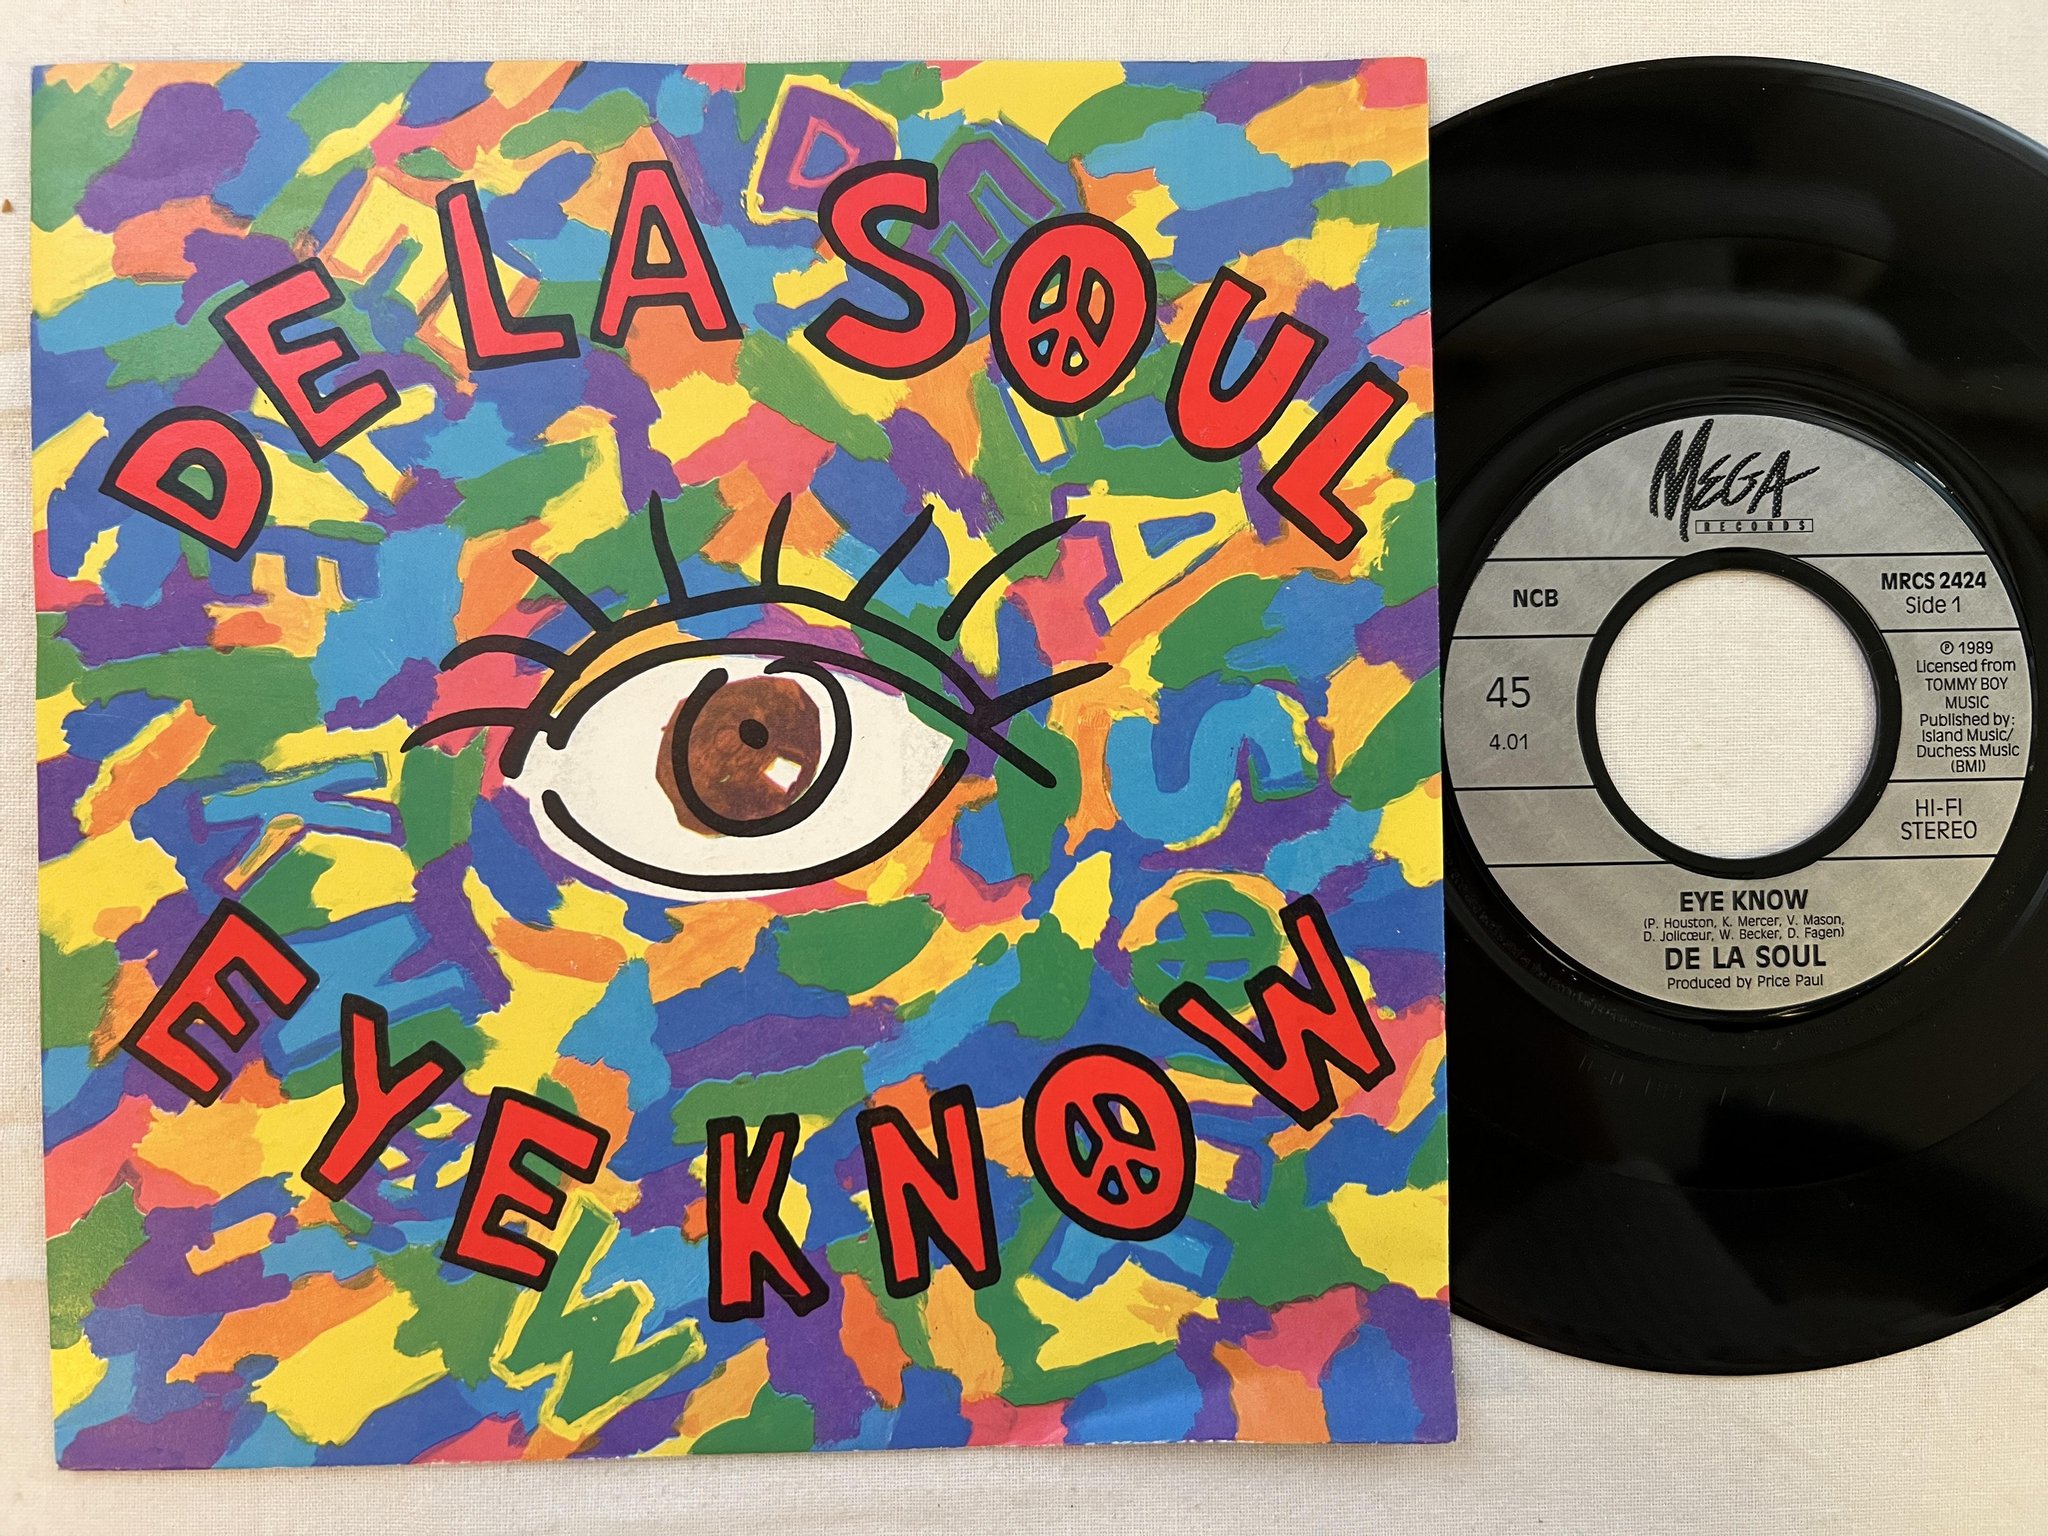 DE LA SOUL
EYE KNOW
MEGA
RECORDS
NCB
MRCS 2424
Side 1
45
4.01
℗ 1989
Licensed from
TOMMY BOY
MUSIC
Published by:
Island Music/
Duchess Music
(BMI)
HI-FI
STEREO
EYE KNOW
(P. Houston, K. Mercer, V. Mason,
D. Jolicœur, W. Becker, D. Fagen)
DE LA SOUL
Produced by Price Paul